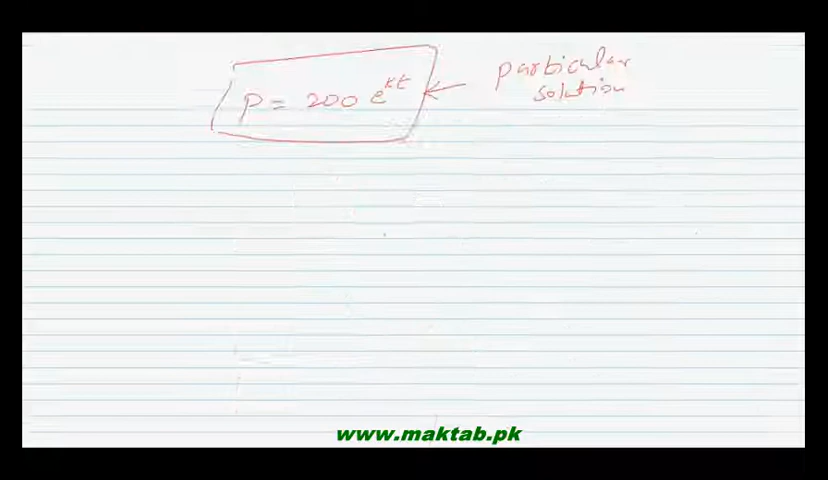 P = 200 e^kt ← particular
solution
www.maktab.pk